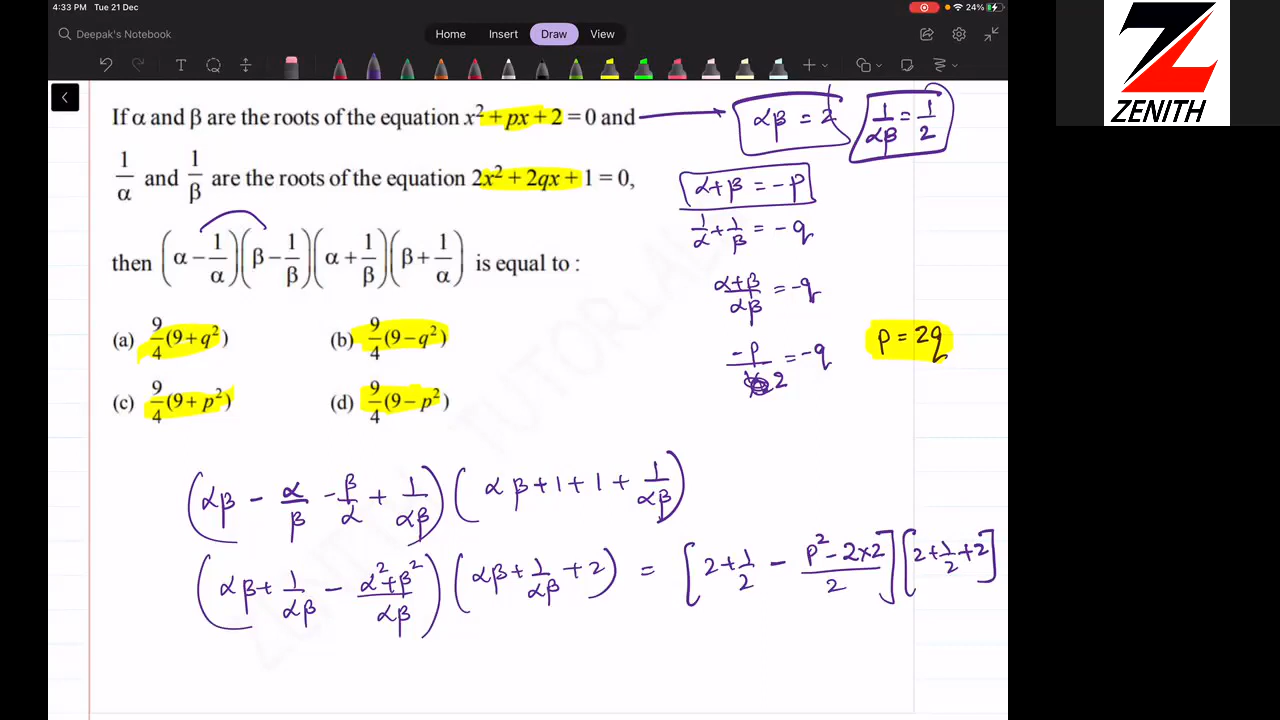 4:33 PM Tue 21 Dec
24%
Deepak's Notebook
Home Insert Draw View
ZENITH
If α and β are the roots of the equation x² + px + 2 = 0 and
1/α and 1/β are the roots of the equation 2x² + 2qx + 1 = 0,
then (α − 1/α)(β − 1/β)(α + 1/β)(β + 1/α) is equal to :
(a) 9/4(9 + q²) (b) 9/4(9 − q²)
(c) 9/4(9 + p²) (d) 9/4(9 − p²)
αβ = 2 1/αβ = 1/2
α+β = −p
1/α + 1/β = −q
α+β/αβ = −q
−p/2 = −q
p = 2q
(αβ − α/β − β/α + 1/αβ) (αβ + 1 + 1 + 1/αβ)
(αβ + 1/αβ − α²+β²/αβ) (αβ + 1/αβ + 2) = [2 + 1/2 − p² − 2×2/2] [2 + 1/2 + 2]